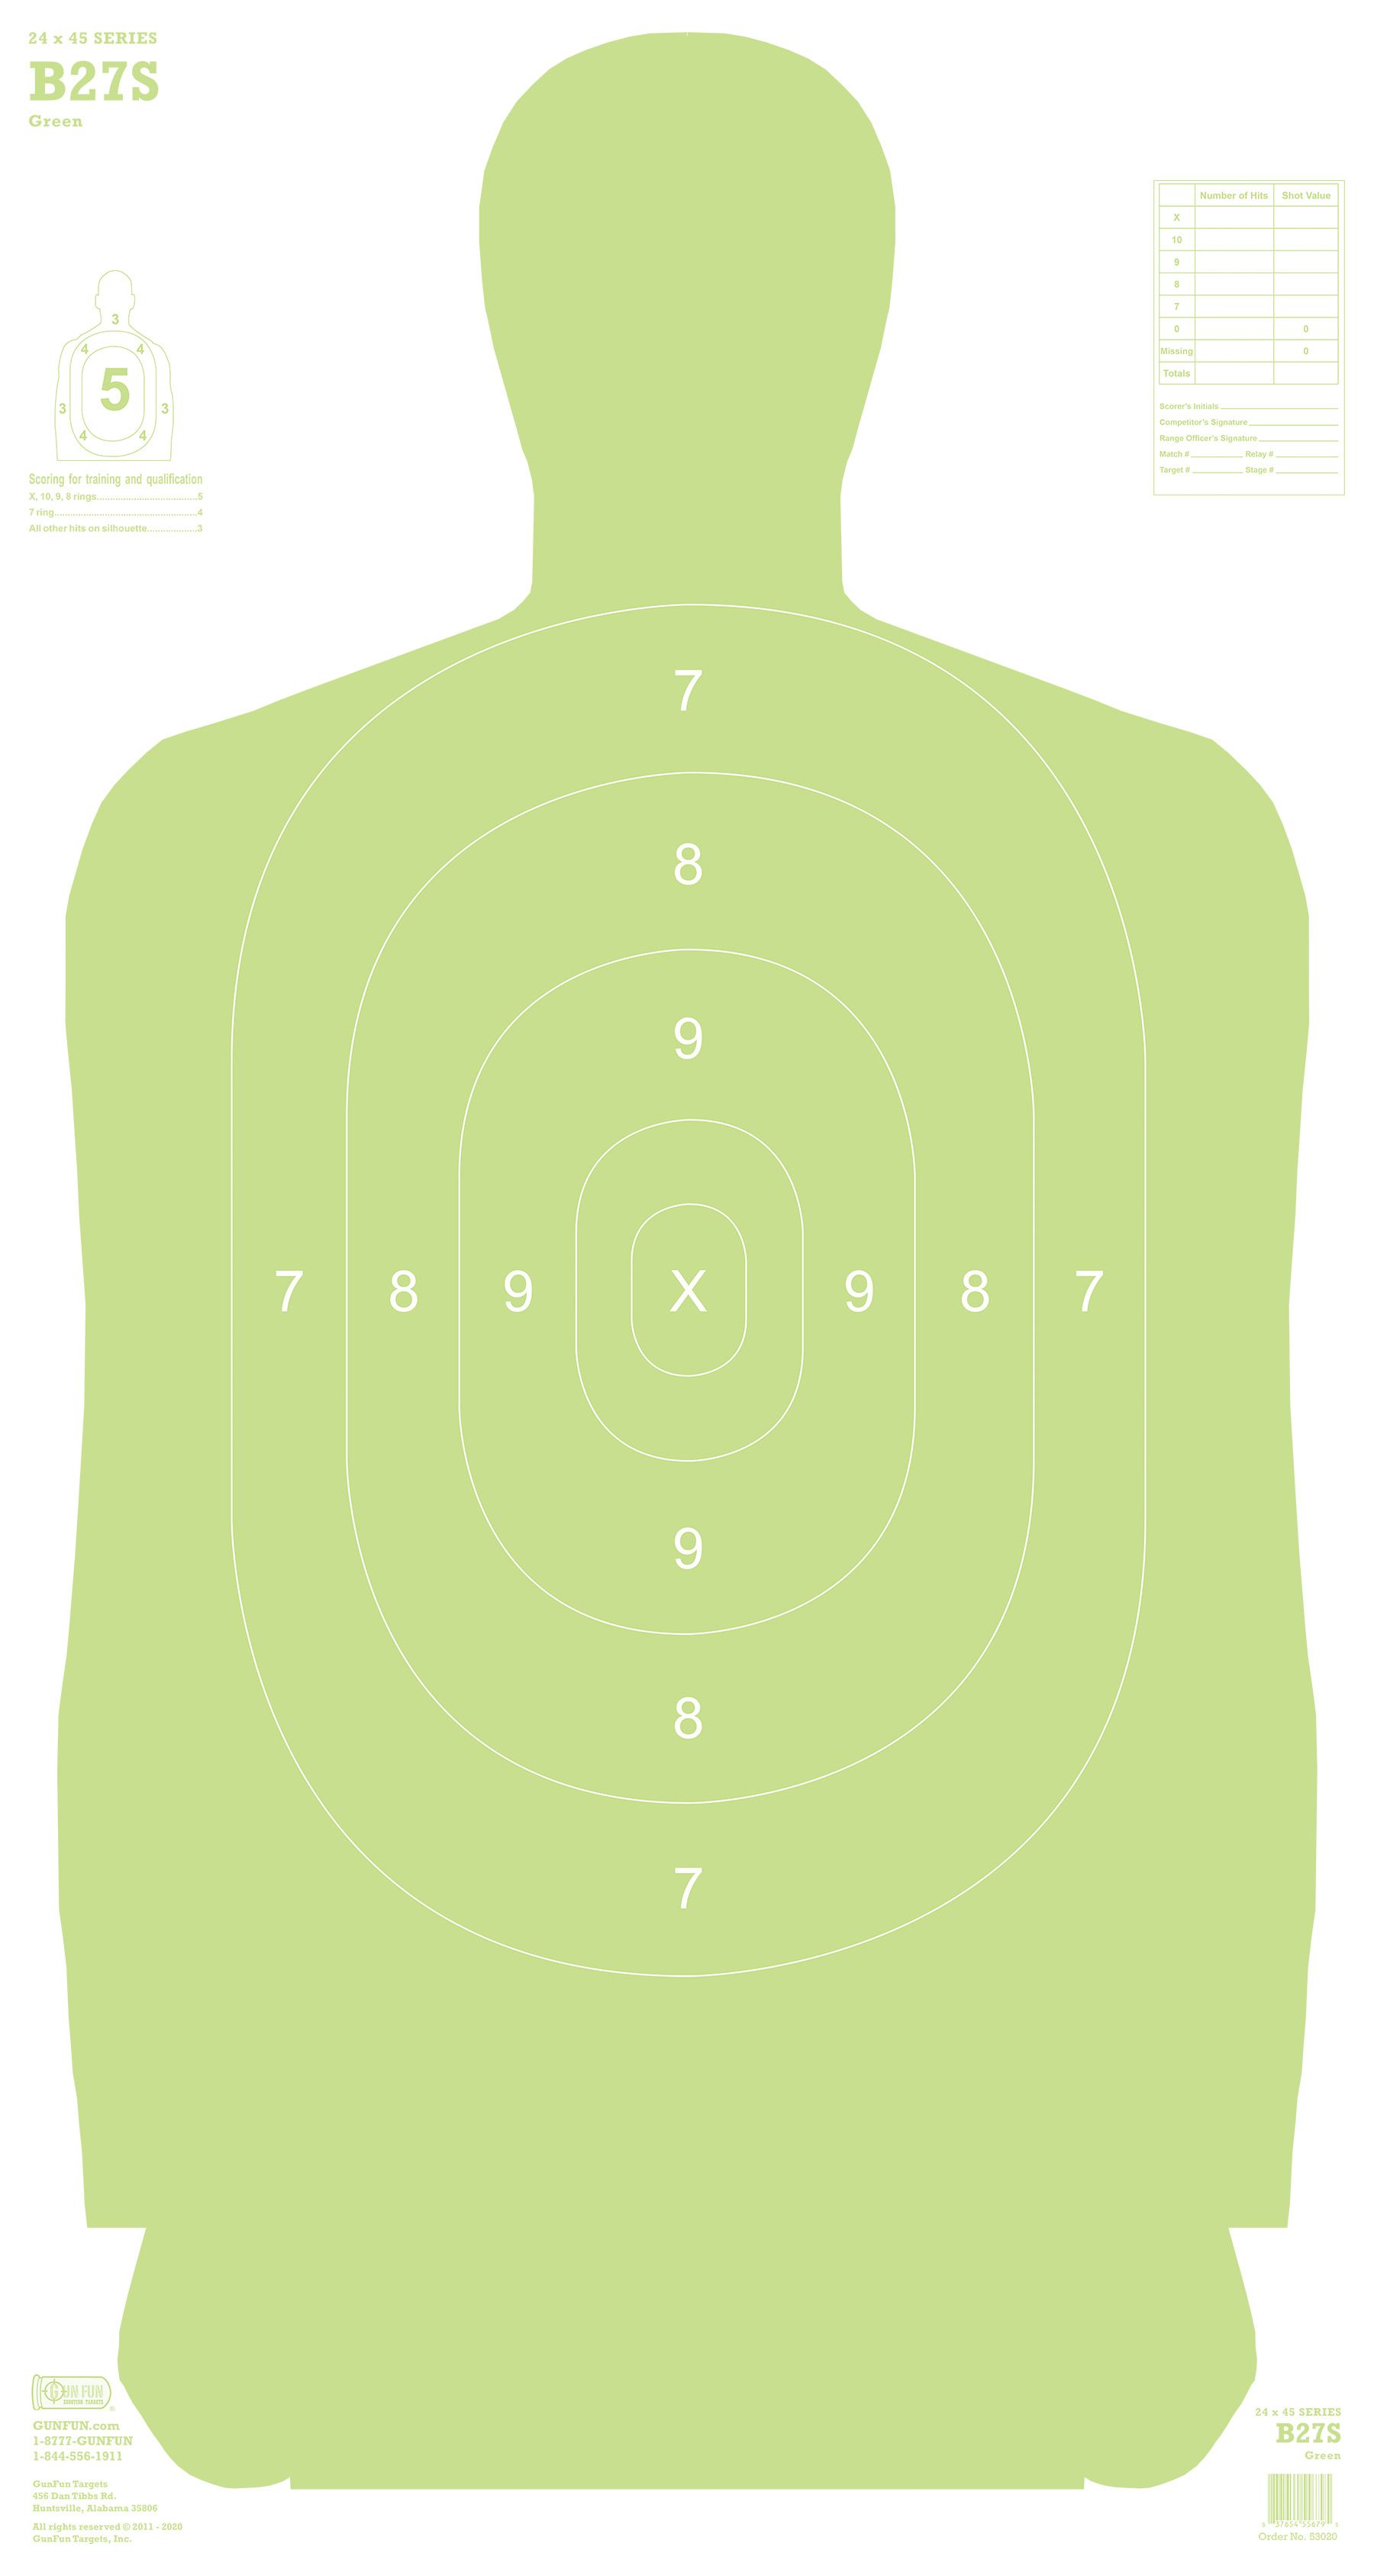 24 x 45 SERIES
B27S
Green
Number of Hits Shot Value
X
10
9
8
7
0 0
Missing 0
Totals
Scorer's Initials
Competitor's Signature
Range Officer's Signature
Match # Relay #
Target # Stage #
3
4 4
5
3 3
4 4
Scoring for training and qualification
X, 10, 9, 8 rings......................................5
7 ring......................................................4
All other hits on silhouette...................3
7
8
9
7 8 9 X 9 8 7
9
8
7
GUN FUN
®
GUNFUN.com
1-8777-GUNFUN
1-844-556-1911
GunFun Targets
456 Dan Tibbs Rd.
Huntsville, Alabama 35806
All rights reserved © 2011 - 2020
GunFun Targets, Inc.
24 x 45 SERIES
B27S
Green
37654 55679
Order No. 53020